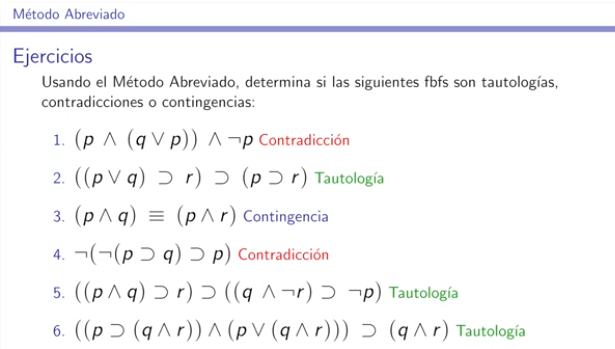 Método Abreviado
Ejercicios
Usando el Método Abreviado, determina si las siguientes fbfs son tautologías,
contradicciones o contingencias:
1. (p ∧ (q ∨ p)) ∧ ¬p Contradicción
2. ((p ∨ q) ⊃ r) ⊃ (p ⊃ r) Tautología
3. (p ∧ q) ≡ (p ∧ r) Contingencia
4. ¬(¬(p ⊃ q) ⊃ p) Contradicción
5. ((p ∧ q) ⊃ r) ⊃ ((q ∧ ¬r) ⊃ ¬p) Tautología
6. ((p ⊃ (q ∧ r)) ∧ (p ∨ (q ∧ r))) ⊃ (q ∧ r) Tautología